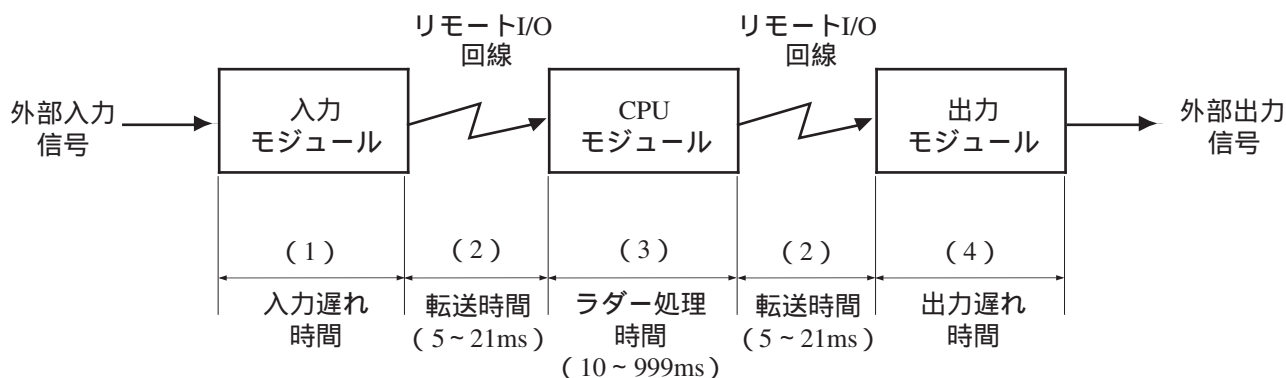 リモートI/O
回線
リモートI/O
回線
外部入力
信号
入力
モジュール
CPU
モジュール
出力
モジュール
外部出力
信号
(1)
(2)
(3)
(2)
(4)
入力遅れ
時間
転送時間
(5~21ms)
ラダー処理
時間
(10~999ms)
転送時間
(5~21ms)
出力遅れ
時間